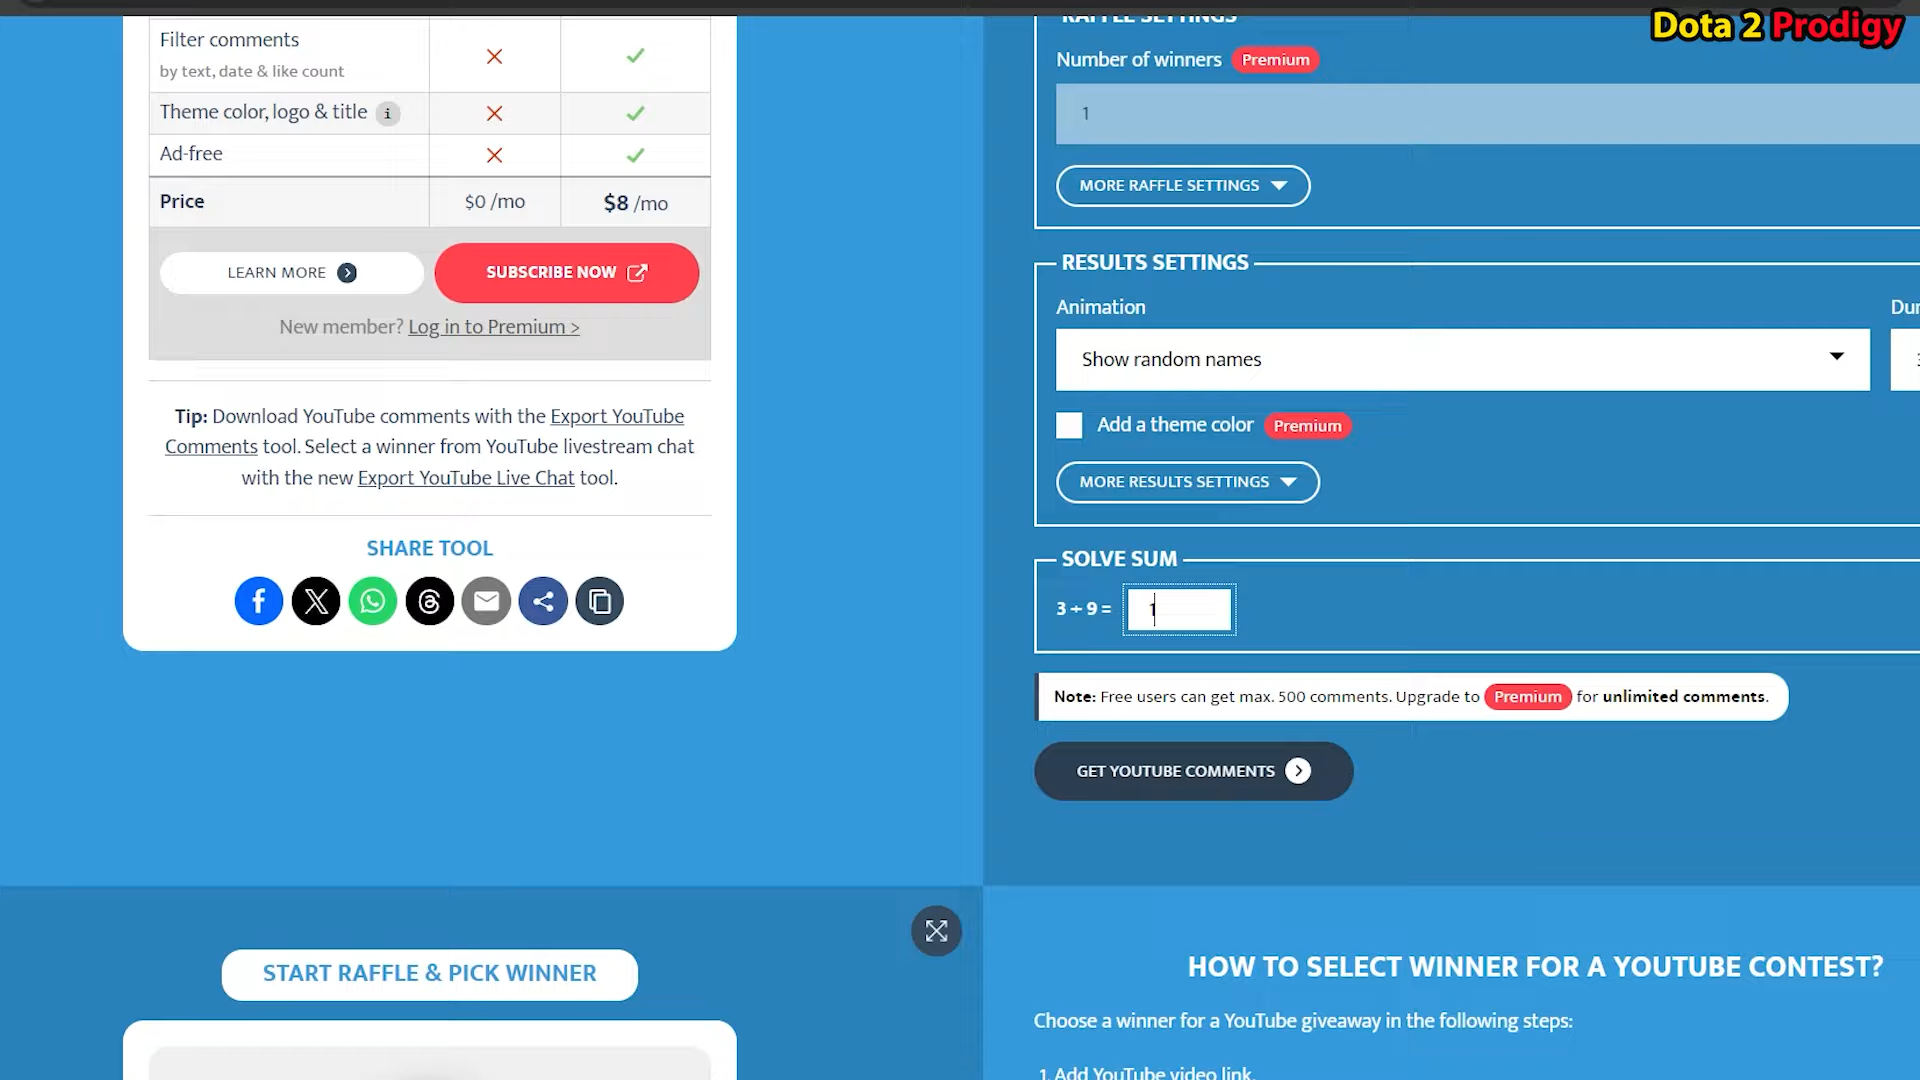 Dota 2 Prodigy
Filter comments
by text, date & like count
Theme color, logo & title i
Ad-free
Price $0 /mo $8 /mo
LEARN MORE SUBSCRIBE NOW
New member? Log in to Premium >
Tip: Download YouTube comments with the Export YouTube
Comments tool. Select a winner from YouTube livestream chat
with the new Export YouTube Live Chat tool.
SHARE TOOL
RAFFLE SETTINGS
Number of winners Premium
1
MORE RAFFLE SETTINGS
RESULTS SETTINGS
Animation
Show random names
Add a theme color Premium
MORE RESULTS SETTINGS
SOLVE SUM
3 + 9 = 1
Note: Free users can get max. 500 comments. Upgrade to Premium for unlimited comments.
GET YOUTUBE COMMENTS
START RAFFLE & PICK WINNER
HOW TO SELECT WINNER FOR A YOUTUBE CONTEST?
Choose a winner for a YouTube giveaway in the following steps:
1. Add YouTube video link.